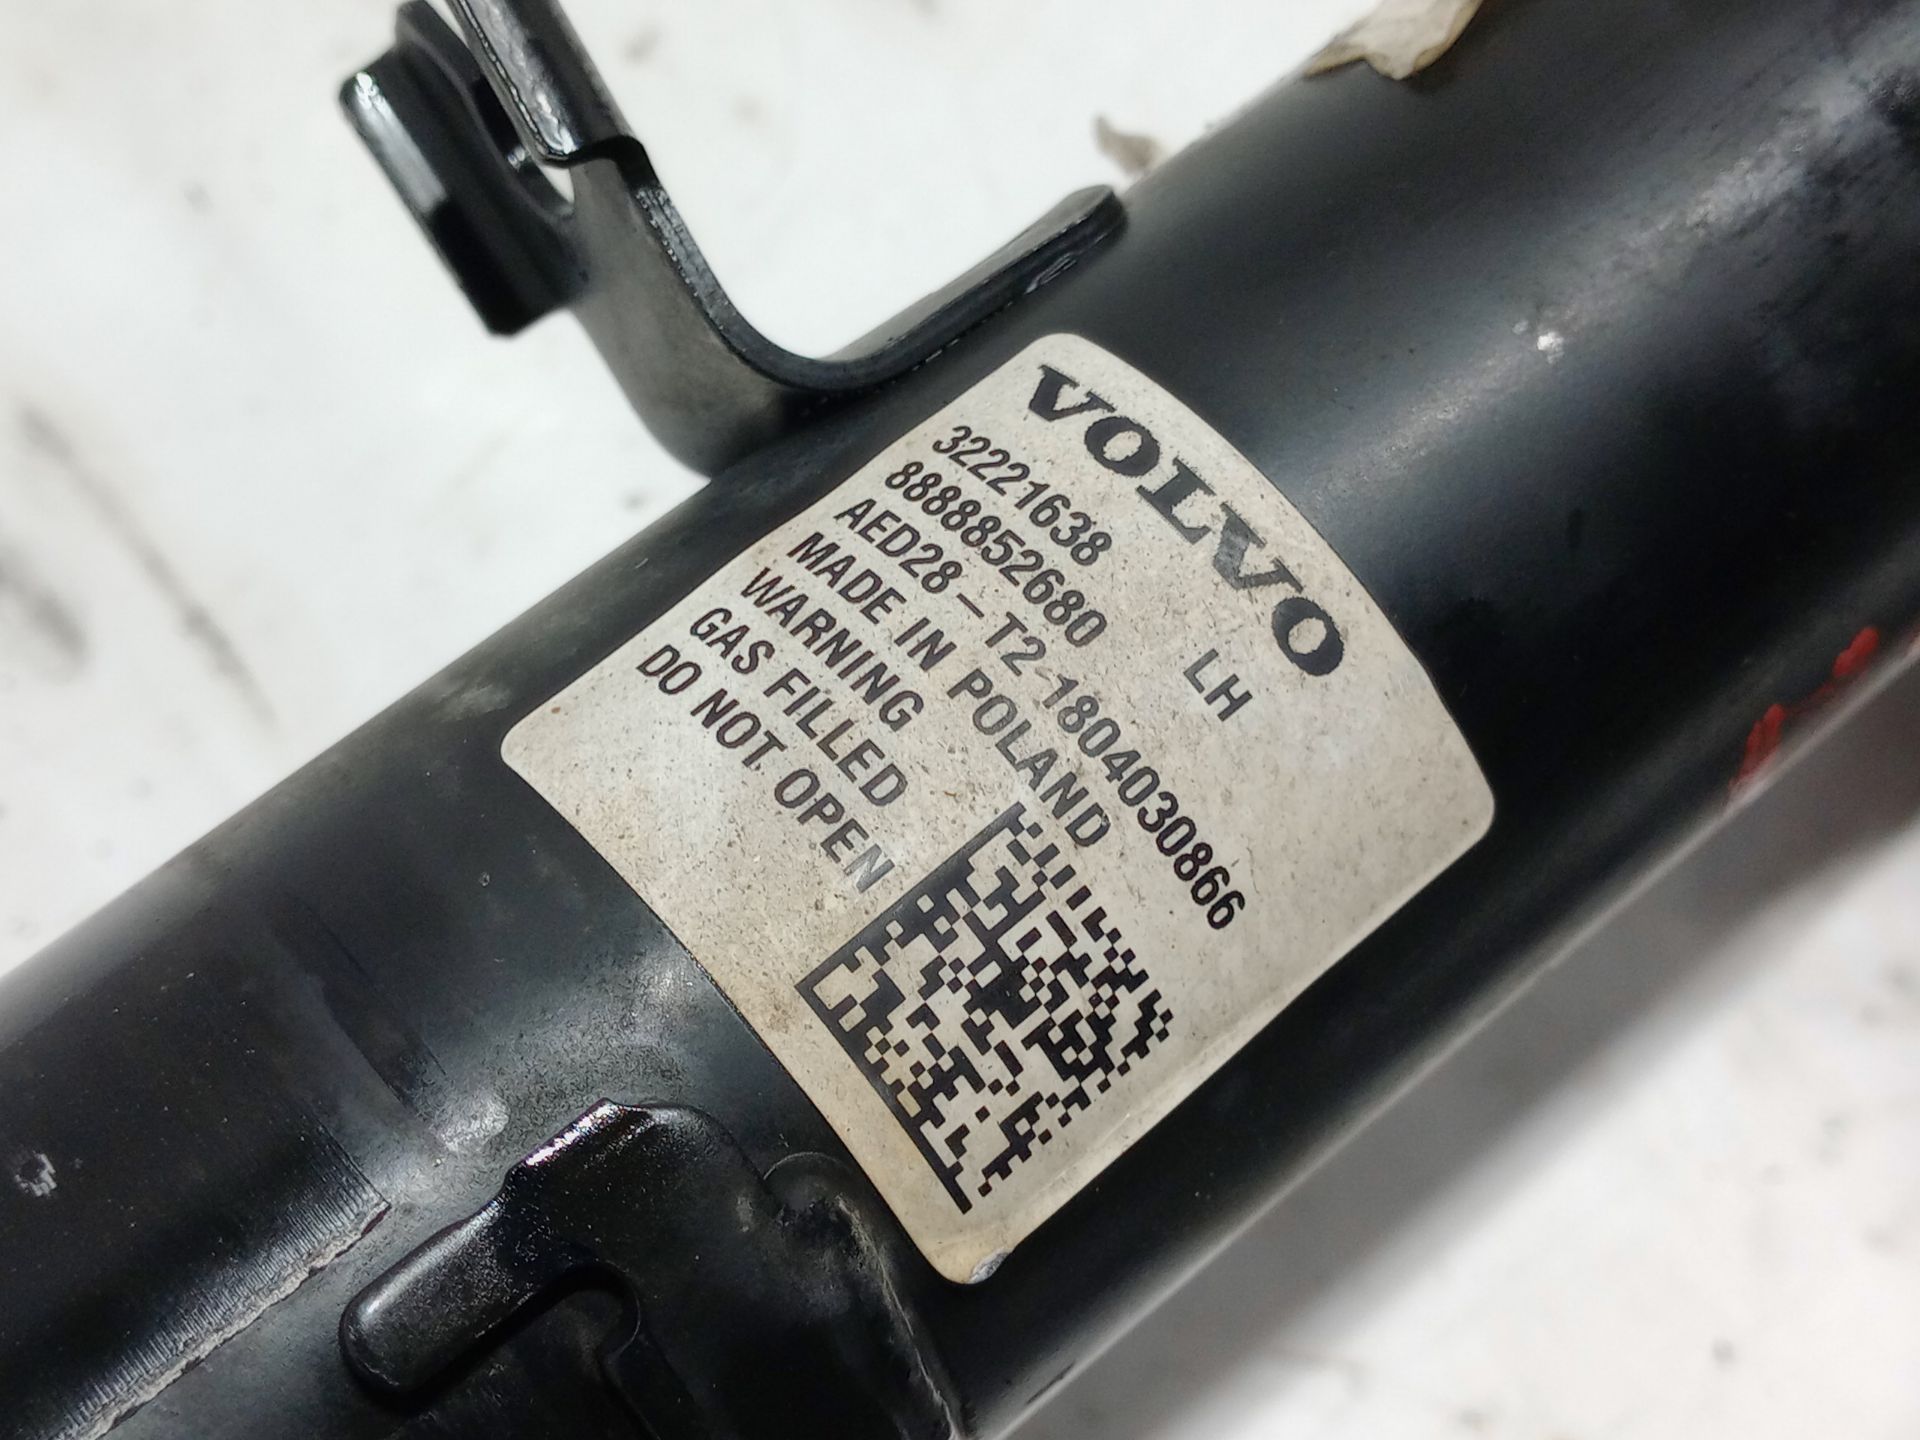 VOLVO
32221638
8888852680 LH
AED28-T2-1804030866
MADE IN POLAND
WARNING
GAS FILLED
DO NOT OPEN